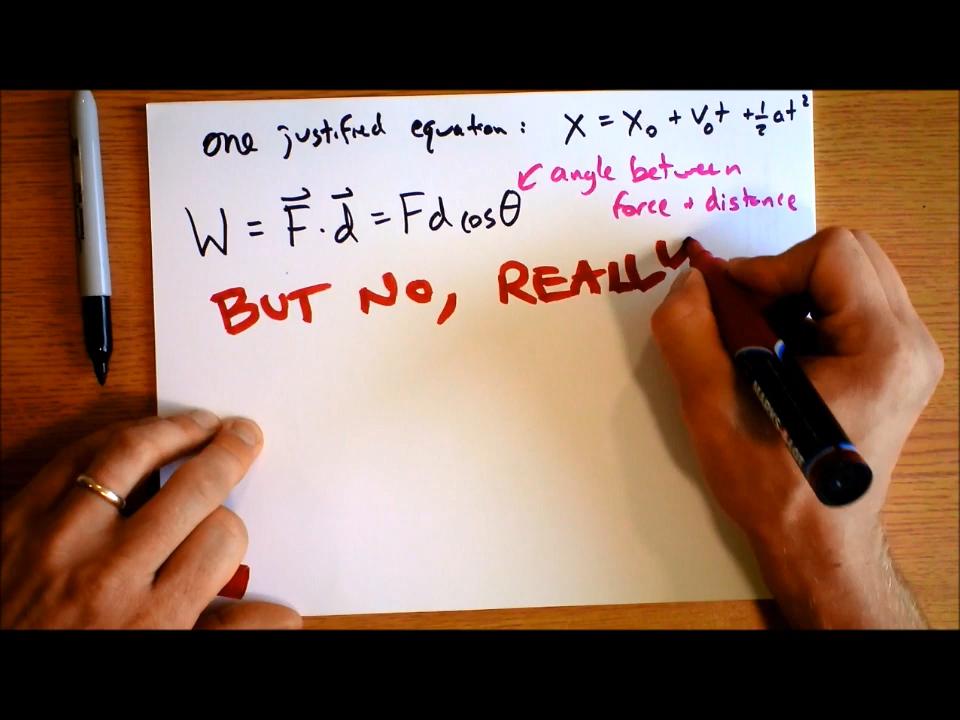 one justified equation: X = X₀ + V₀t + ½at²
angle between
force + distance
W = F⃗ · d⃗ = Fd cosθ
BUT NO, REALLY